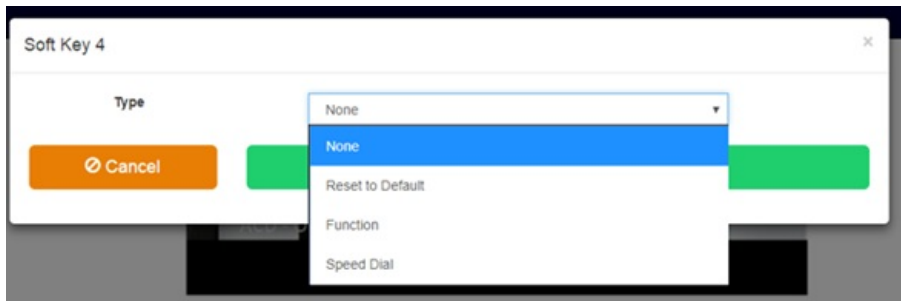 Soft Key 4
×
Type
None
None
Cancel
Reset to Default
Function
Speed Dial